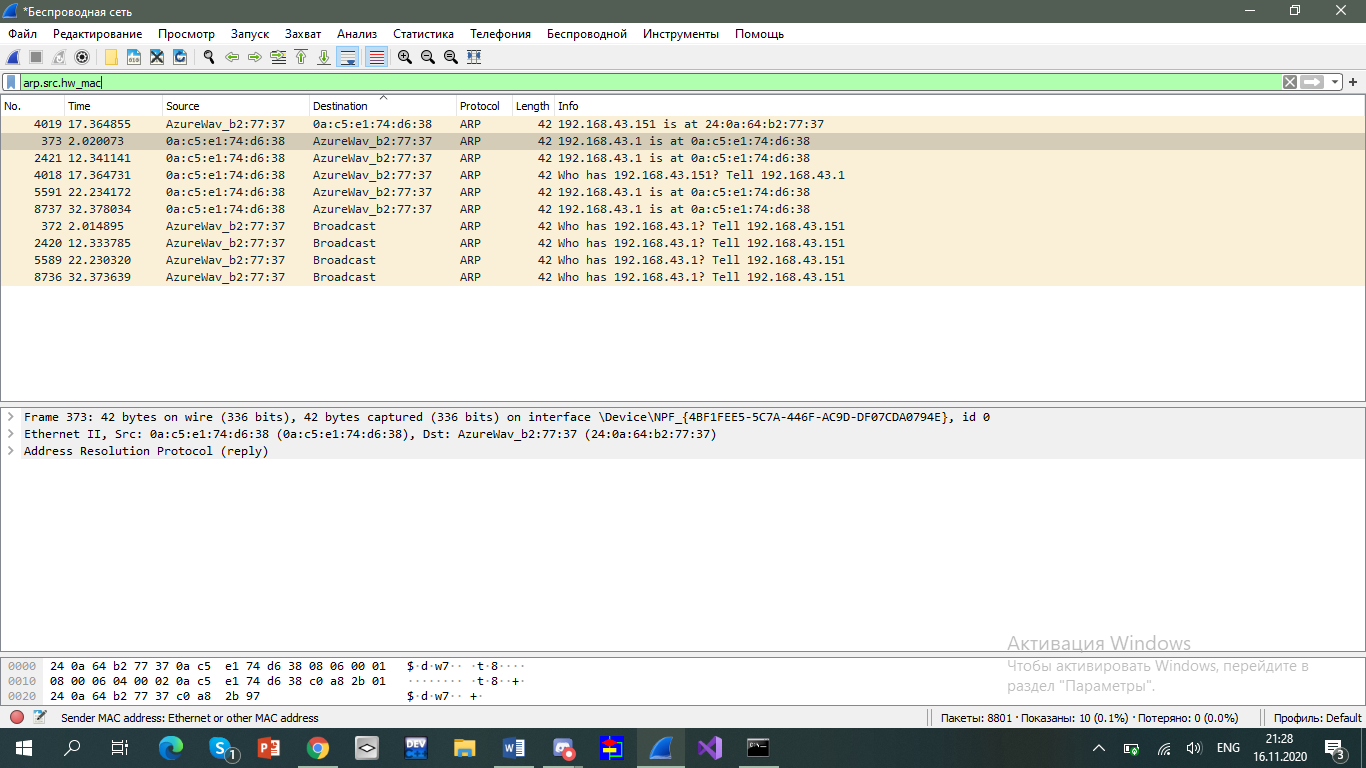 *Беспроводная сеть
Файл Редактирование Просмотр Запуск Захват Анализ Статистика Телефония Беспроводной Инструменты Помощь
arp.src.hw_mac
No. Time Source Destination Protocol Length Info
4019 17.364855 AzureWav_b2:77:37 0a:c5:e1:74:d6:38 ARP 42 192.168.43.151 is at 24:0a:64:b2:77:37
373 2.020073 0a:c5:e1:74:d6:38 AzureWav_b2:77:37 ARP 42 192.168.43.1 is at 0a:c5:e1:74:d6:38
2421 12.341141 0a:c5:e1:74:d6:38 AzureWav_b2:77:37 ARP 42 192.168.43.1 is at 0a:c5:e1:74:d6:38
4018 17.364731 0a:c5:e1:74:d6:38 AzureWav_b2:77:37 ARP 42 Who has 192.168.43.151? Tell 192.168.43.1
5591 22.234172 0a:c5:e1:74:d6:38 AzureWav_b2:77:37 ARP 42 192.168.43.1 is at 0a:c5:e1:74:d6:38
8737 32.378034 0a:c5:e1:74:d6:38 AzureWav_b2:77:37 ARP 42 192.168.43.1 is at 0a:c5:e1:74:d6:38
372 2.014895 AzureWav_b2:77:37 Broadcast ARP 42 Who has 192.168.43.1? Tell 192.168.43.151
2420 12.333785 AzureWav_b2:77:37 Broadcast ARP 42 Who has 192.168.43.1? Tell 192.168.43.151
5589 22.230320 AzureWav_b2:77:37 Broadcast ARP 42 Who has 192.168.43.1? Tell 192.168.43.151
8736 32.373639 AzureWav_b2:77:37 Broadcast ARP 42 Who has 192.168.43.1? Tell 192.168.43.151
Frame 373: 42 bytes on wire (336 bits), 42 bytes captured (336 bits) on interface \Device\NPF_{4BF1FEE5-5C7A-446F-AC9D-DF07CDA0794E}, id 0
Ethernet II, Src: 0a:c5:e1:74:d6:38 (0a:c5:e1:74:d6:38), Dst: AzureWav_b2:77:37 (24:0a:64:b2:77:37)
Address Resolution Protocol (reply)
Активация Windows
Чтобы активировать Windows, перейдите в
раздел "Параметры".
0000 24 0a 64 b2 77 37 0a c5 e1 74 d6 38 08 06 00 01 $·d·w7·· ·t·8····
0010 08 00 06 04 00 02 0a c5 e1 74 d6 38 c0 a8 2b 01 ········ ·t·8··+·
0020 24 0a 64 b2 77 37 c0 a8 2b 97 $·d·w7·· +·
Sender MAC address: Ethernet or other MAC address
Пакеты: 8801 · Показаны: 10 (0.1%) · Потеряно: 0 (0.0%)
Профиль: Default
1
DEV
ENG
21:28
16.11.2020
3